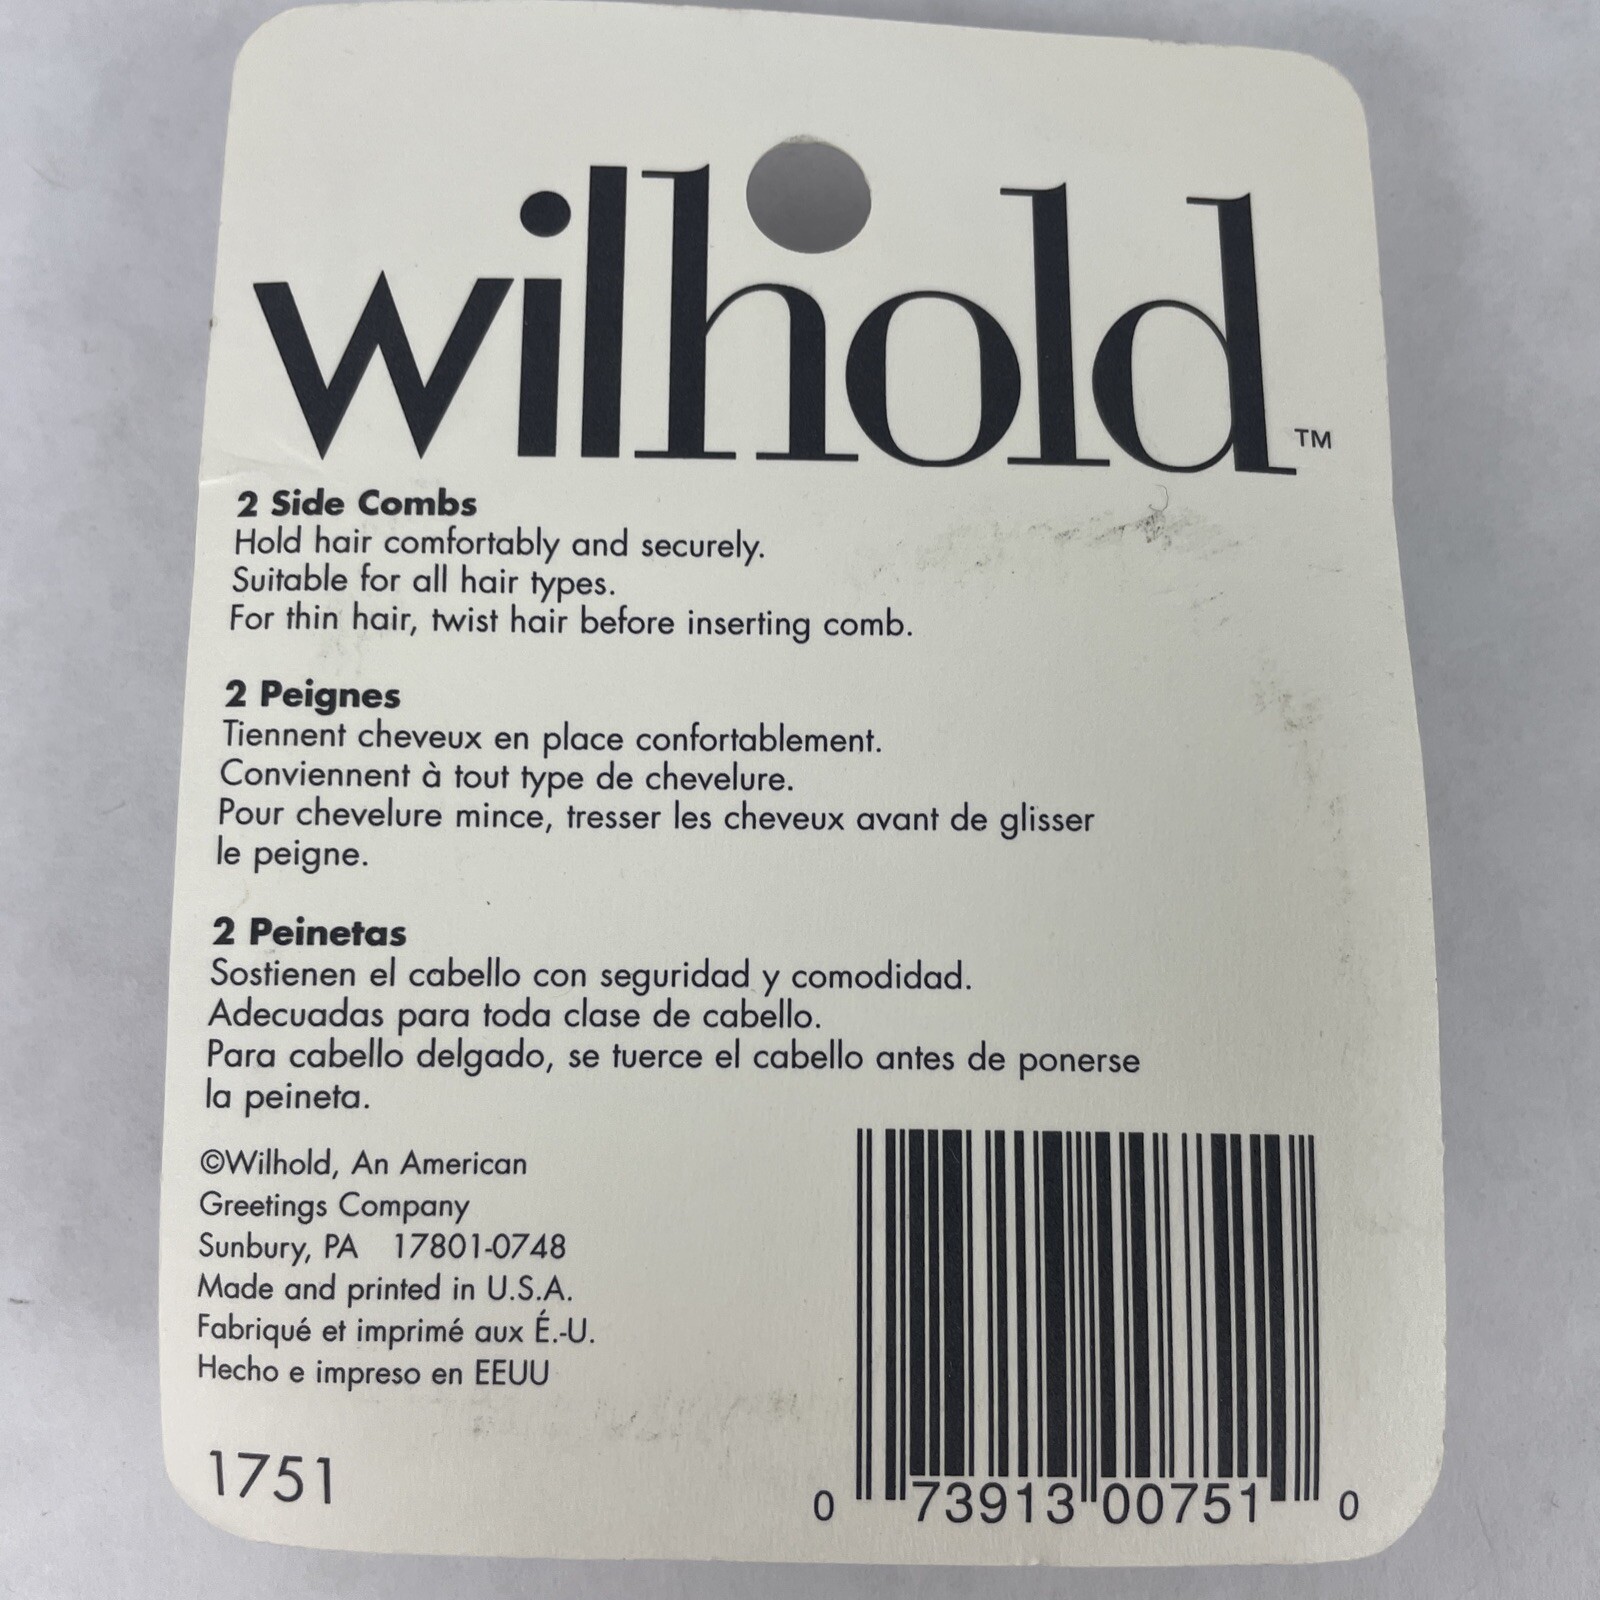 wilhold™
2 Side Combs
Hold hair comfortably and securely.
Suitable for all hair types.
For thin hair, twist hair before inserting comb.
2 Peignes
Tiennent cheveux en place confortablement.
Conviennent à tout type de chevelure.
Pour chevelure mince, tresser les cheveux avant de glisser
le peigne.
2 Peinetas
Sostienen el cabello con seguridad y comodidad.
Adecuadas para toda clase de cabello.
Para cabello delgado, se tuerce el cabello antes de ponerse
la peineta.
©Wilhold, An American
Greetings Company
Sunbury, PA 17801-0748
Made and printed in U.S.A.
Fabriqué et imprimé aux É.-U.
Hecho e impreso en EEUU
1751
0 73913 00751 0